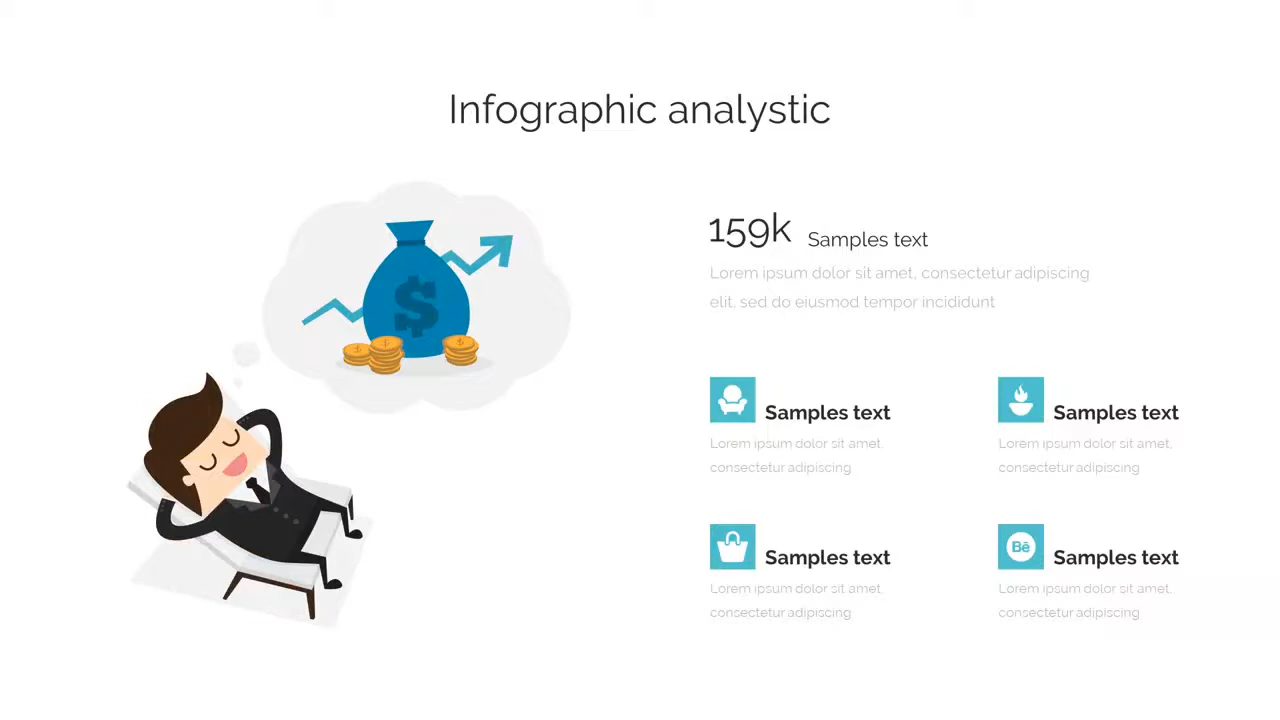 Infographic analystic
$
159k Samples text
Lorem ipsum dolor sit amet, consectetur adipiscing
elit, sed do eiusmod tempor incididunt
Samples text
Lorem ipsum dolor sit amet,
consectetur adipiscing
Samples text
Lorem ipsum dolor sit amet,
consectetur adipiscing
Samples text
Lorem ipsum dolor sit amet,
consectetur adipiscing
Bē
Samples text
Lorem ipsum dolor sit amet,
consectetur adipiscing